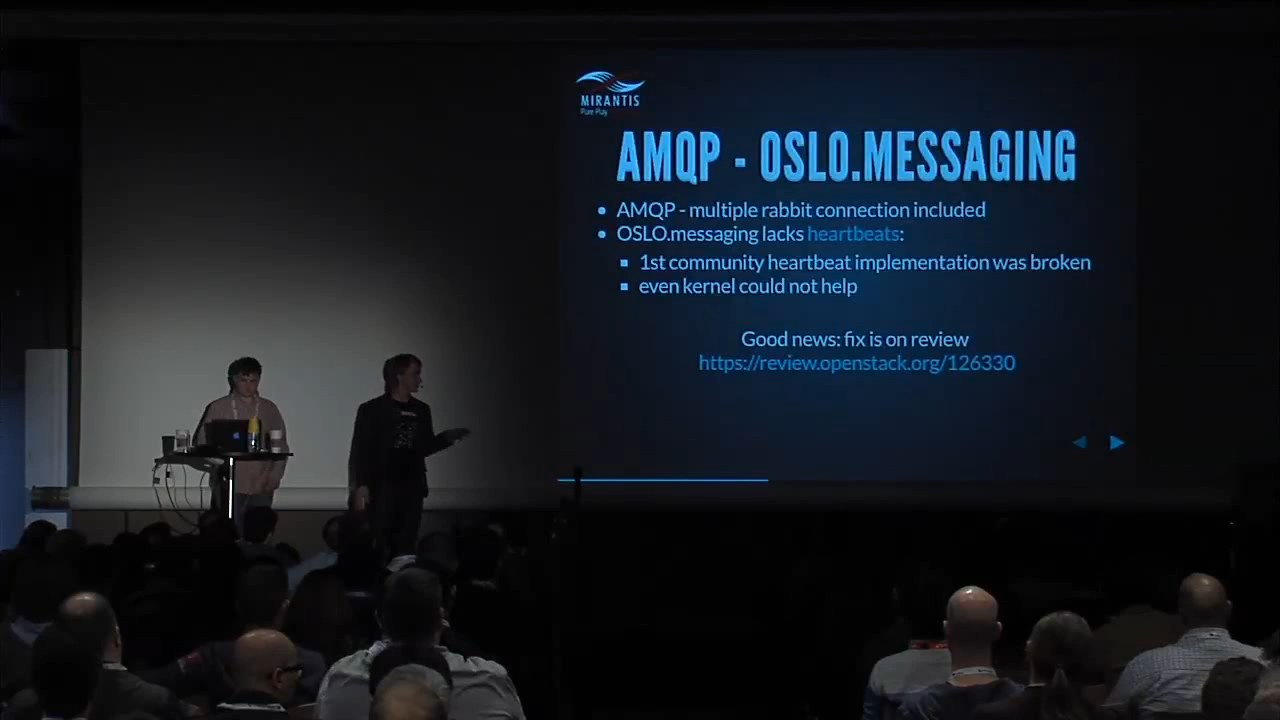 MIRANTIS
Pure Play
AMQP - OSLO.MESSAGING
AMQP - multiple rabbit connection included
OSLO.messaging lacks heartbeats:
1st community heartbeat implementation was broken
even kernel could not help
Good news: fix is on review
https://review.openstack.org/126330